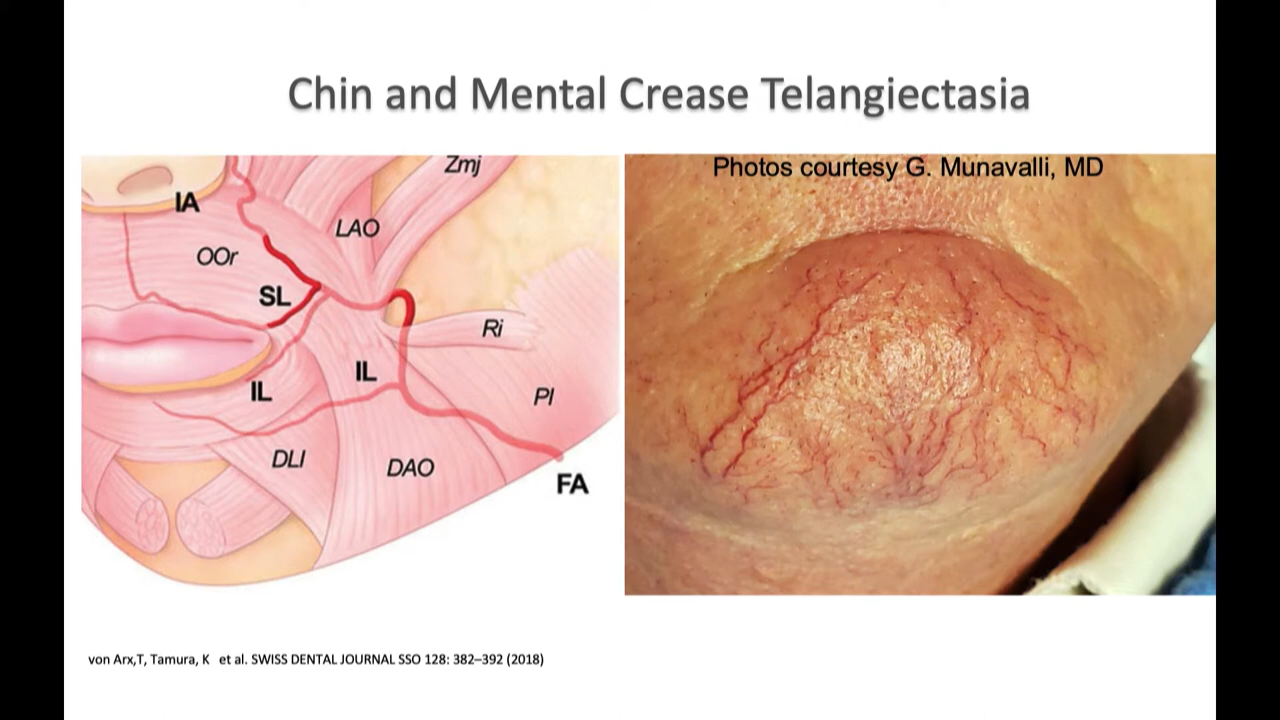 Chin and Mental Crease Telangiectasia
Zmj
Photos courtesy G. Munavalli, MD
IA
LAO
OOr
SL
Ri
IL
IL
PI
DLI
DAO
FA
von Arx,T, Tamura, K et al. SWISS DENTAL JOURNAL SSO 128: 382–392 (2018)